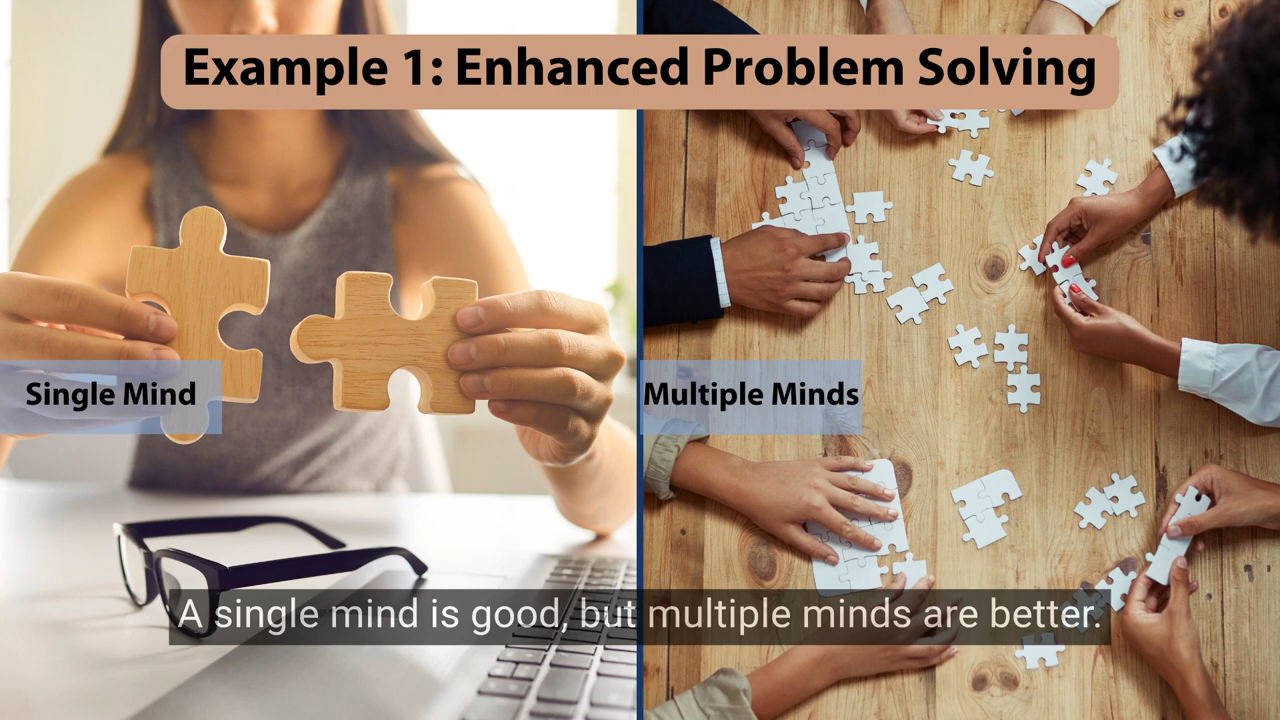 Example 1: Enhanced Problem Solving
Single Mind
Multiple Minds
A single mind is good, but multiple minds are better.